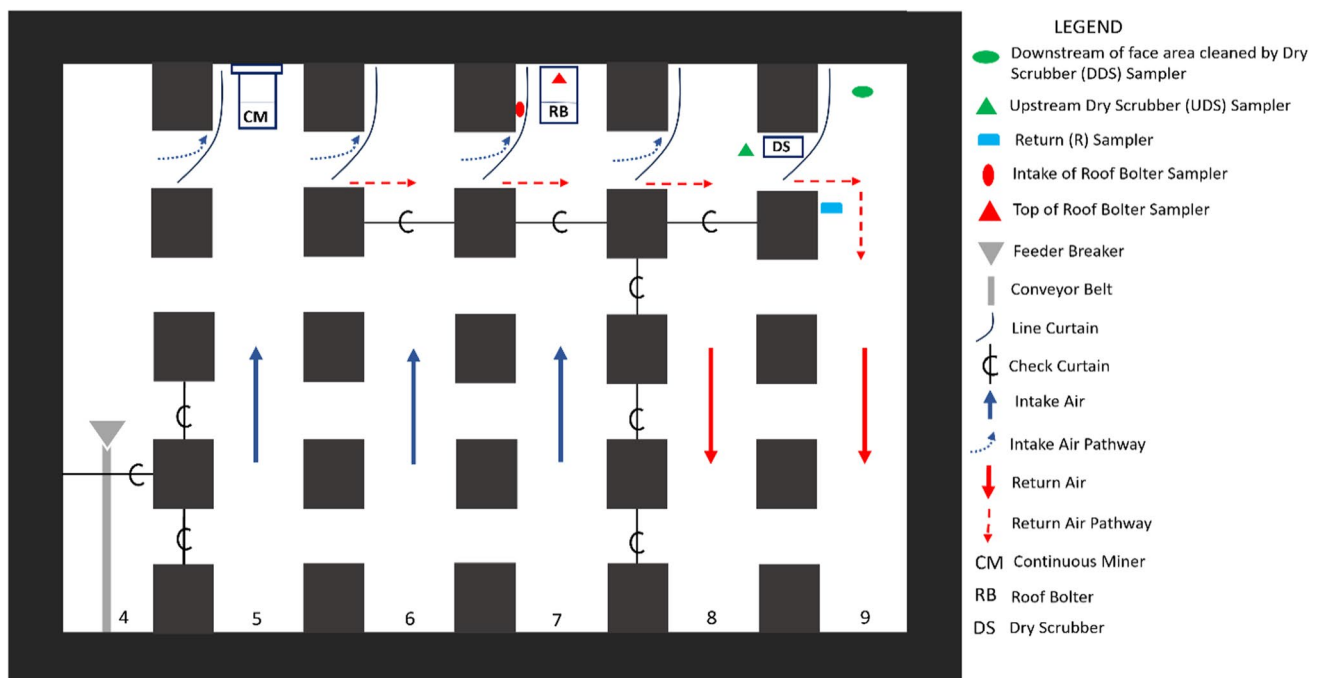 LEGEND
Downstream of face area cleaned by Dry
Scrubber (DDS) Sampler
Upstream Dry Scrubber (UDS) Sampler
Return (R) Sampler
Intake of Roof Bolter Sampler
Top of Roof Bolter Sampler
Feeder Breaker
Conveyor Belt
Line Curtain
Check Curtain
Intake Air
Intake Air Pathway
Return Air
Return Air Pathway
CM Continuous Miner
RB Roof Bolter
DS Dry Scrubber
CM
RB
DS
4 5 6 7 8 9